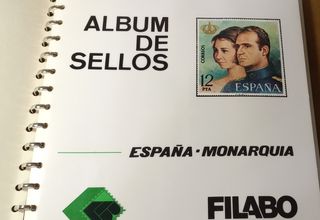 ALBUM
DE
SELLOS
CORREOS
12
PTA
ESPAÑA
ESPAÑA · MONARQUIA
FILABO